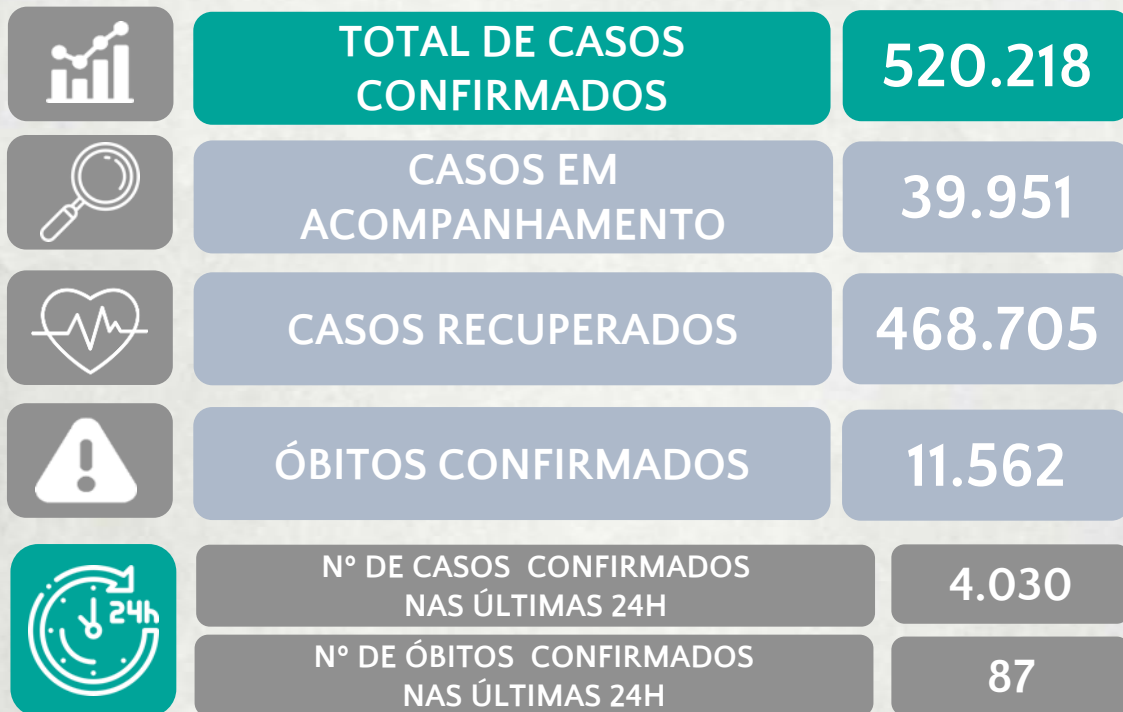 TOTAL DE CASOS
CONFIRMADOS
520.218
CASOS EM
ACOMPANHAMENTO
39.951
CASOS RECUPERADOS
468.705
ÓBITOS CONFIRMADOS
11.562
24h
Nº DE CASOS CONFIRMADOS
NAS ÚLTIMAS 24H
4.030
Nº DE ÓBITOS CONFIRMADOS
NAS ÚLTIMAS 24H
87